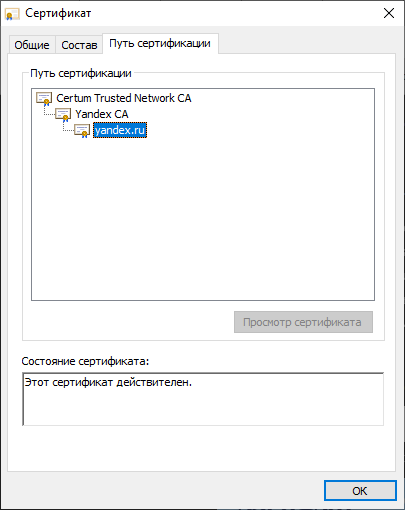 Сертификат
Общие Состав Путь сертификации
Путь сертификации
Certum Trusted Network CA
Yandex CA
yandex.ru
Просмотр сертификата
Состояние сертификата:
Этот сертификат действителен.
OK